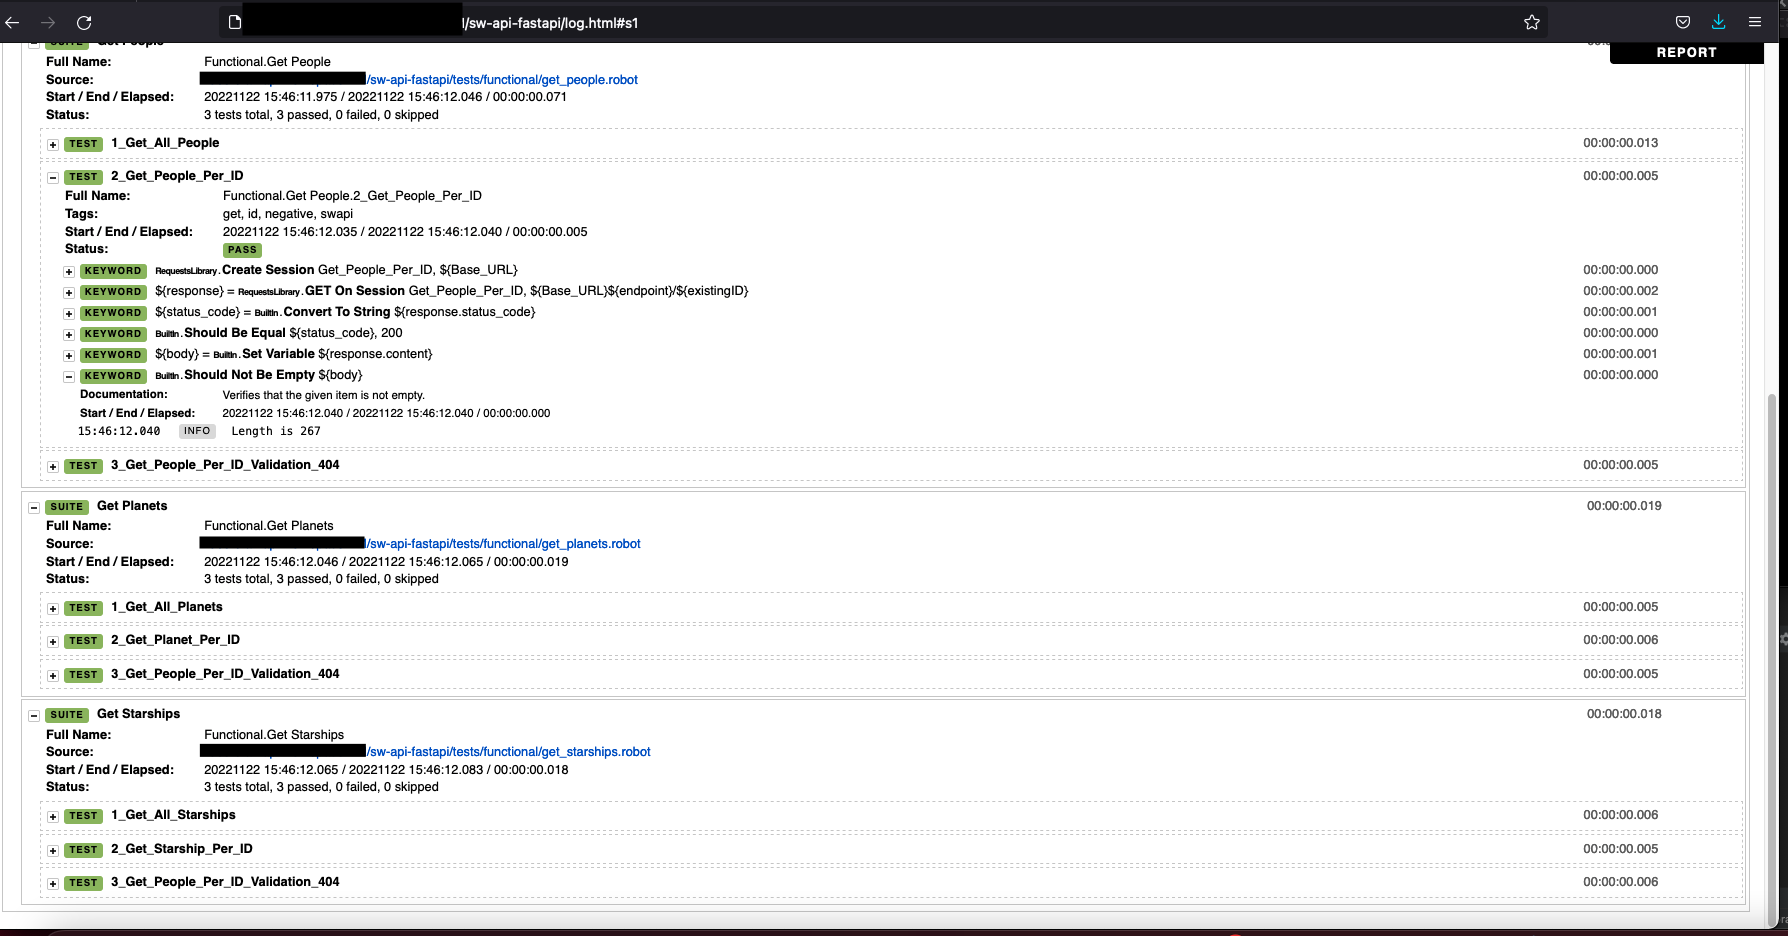 /sw-api-fastapi/log.html#s1
SUITE Get People
REPORT
Full Name: Functional.Get People
Source: /sw-api-fastapi/tests/functional/get_people.robot
Start / End / Elapsed: 20221122 15:46:11.975 / 20221122 15:46:12.046 / 00:00:00.071
Status: 3 tests total, 3 passed, 0 failed, 0 skipped
TEST 1_Get_All_People 00:00:00.013
TEST 2_Get_People_Per_ID 00:00:00.005
Full Name: Functional.Get People.2_Get_People_Per_ID
Tags: get, id, negative, swapi
Start / End / Elapsed: 20221122 15:46:12.035 / 20221122 15:46:12.040 / 00:00:00.005
Status: PASS
KEYWORD RequestsLibrary.Create Session Get_People_Per_ID, ${Base_URL} 00:00:00.000
KEYWORD ${response} = RequestsLibrary.GET On Session Get_People_Per_ID, ${Base_URL}${endpoint}/${existingID} 00:00:00.002
KEYWORD ${status_code} = BuiltIn.Convert To String ${response.status_code} 00:00:00.001
KEYWORD BuiltIn.Should Be Equal ${status_code}, 200 00:00:00.000
KEYWORD ${body} = BuiltIn.Set Variable ${response.content} 00:00:00.001
KEYWORD BuiltIn.Should Not Be Empty ${body} 00:00:00.000
Documentation: Verifies that the given item is not empty.
Start / End / Elapsed: 20221122 15:46:12.040 / 20221122 15:46:12.040 / 00:00:00.000
15:46:12.040 INFO Length is 267
TEST 3_Get_People_Per_ID_Validation_404 00:00:00.005
SUITE Get Planets 00:00:00.019
Full Name: Functional.Get Planets
Source: /sw-api-fastapi/tests/functional/get_planets.robot
Start / End / Elapsed: 20221122 15:46:12.046 / 20221122 15:46:12.065 / 00:00:00.019
Status: 3 tests total, 3 passed, 0 failed, 0 skipped
TEST 1_Get_All_Planets 00:00:00.005
TEST 2_Get_Planet_Per_ID 00:00:00.006
TEST 3_Get_People_Per_ID_Validation_404 00:00:00.005
SUITE Get Starships 00:00:00.018
Full Name: Functional.Get Starships
Source: /sw-api-fastapi/tests/functional/get_starships.robot
Start / End / Elapsed: 20221122 15:46:12.065 / 20221122 15:46:12.083 / 00:00:00.018
Status: 3 tests total, 3 passed, 0 failed, 0 skipped
TEST 1_Get_All_Starships 00:00:00.006
TEST 2_Get_Starship_Per_ID 00:00:00.005
TEST 3_Get_People_Per_ID_Validation_404 00:00:00.006